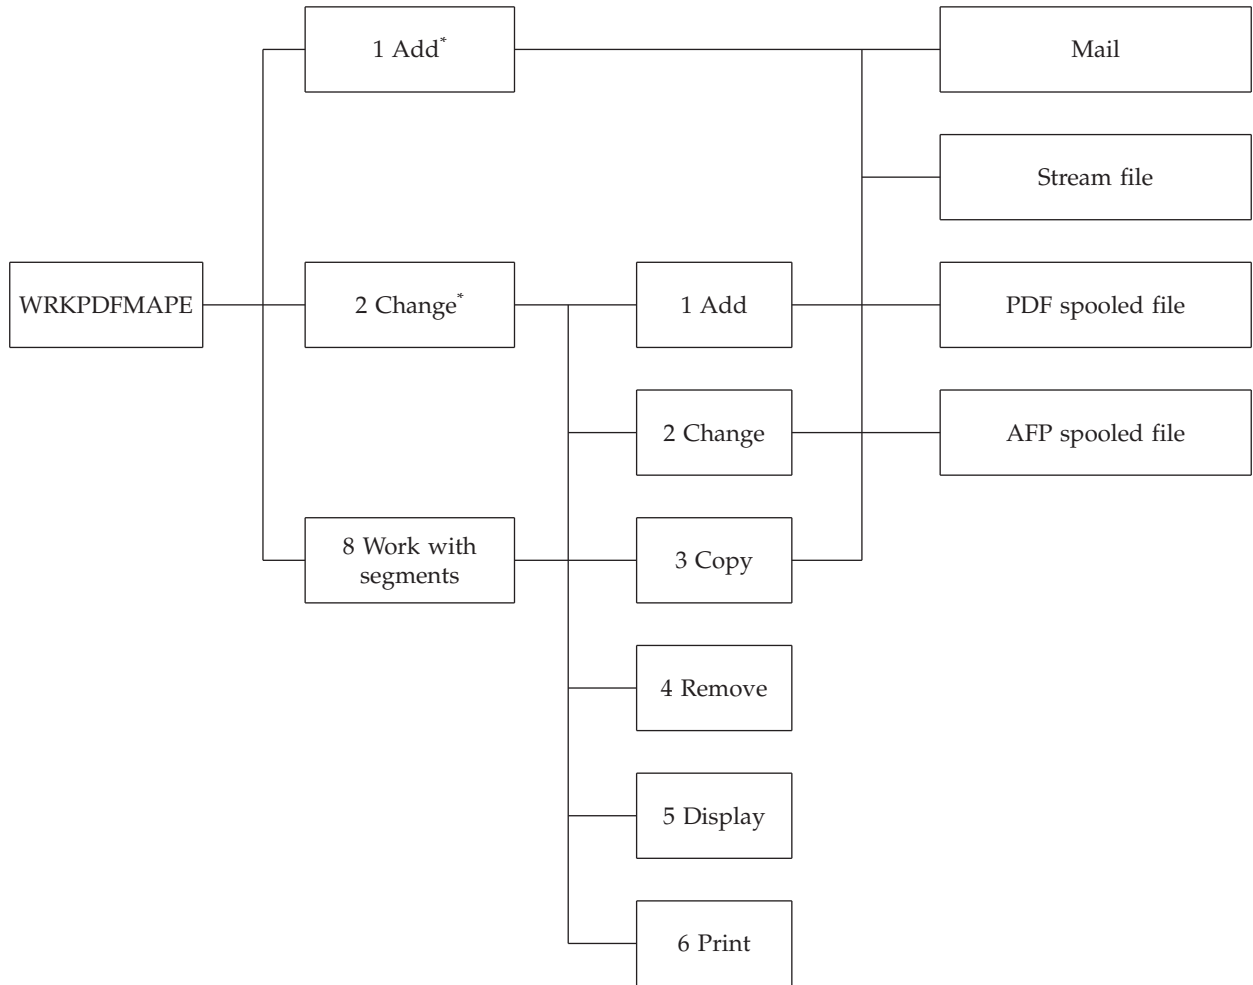 1 Add*
Mail
Stream file
WRKPDFMAPE
2 Change*
1 Add
PDF spooled file
2 Change
AFP spooled file
8 Work with
segments
3 Copy
4 Remove
5 Display
6 Print